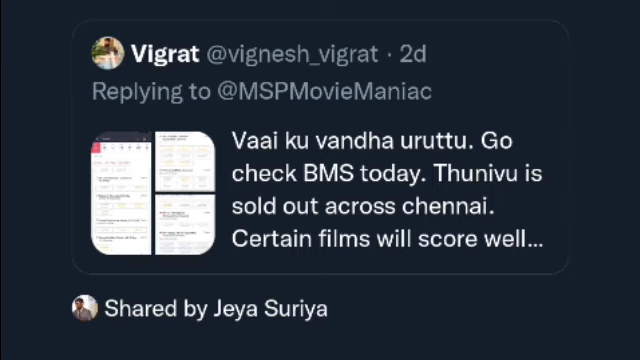 Vigrat @vignesh_vigrat · 2d
Replying to @MSPMovieManiac
Vaai ku vandha uruttu. Go
check BMS today. Thunivu is
sold out across chennai.
Certain films will score well...
Shared by Jeya Suriya